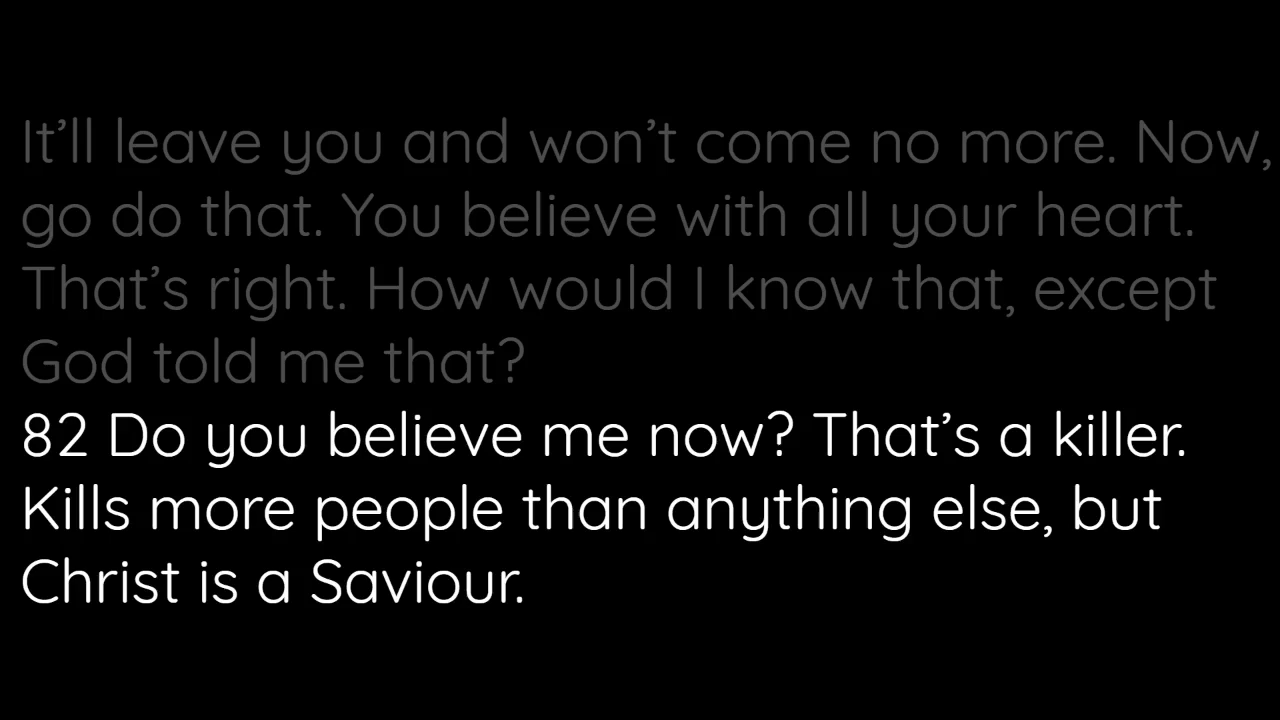 It’ll leave you and won’t come no more. Now,
go do that. You believe with all your heart.
That’s right. How would I know that, except
God told me that?
82 Do you believe me now? That’s a killer.
Kills more people than anything else, but
Christ is a Saviour.